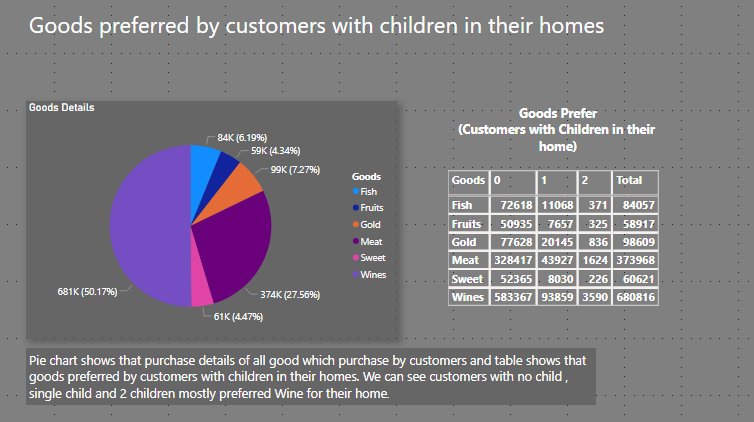 Goods preferred by customers with children in their homes
Goods Details
84K (6.19%)
59K (4.34%)
99K (7.27%)
374K (27.56%)
61K (4.47%)
681K (50.17%)
Goods
Fish
Fruits
Gold
Meat
Sweet
Wines
Goods Prefer
(Customers with Children in their
home)
Goods 0 1 2 Total
Fish 72618 11068 371 84057
Fruits 50935 7657 325 58917
Gold 77628 20145 836 98609
Meat 328417 43927 1624 373968
Sweet 52365 8030 226 60621
Wines 583367 93859 3590 680816
Pie chart shows that purchase details of all good which purchase by customers and table shows that
goods preferred by customers with children in their homes. We can see customers with no child ,
single child and 2 children mostly preferred Wine for their home.